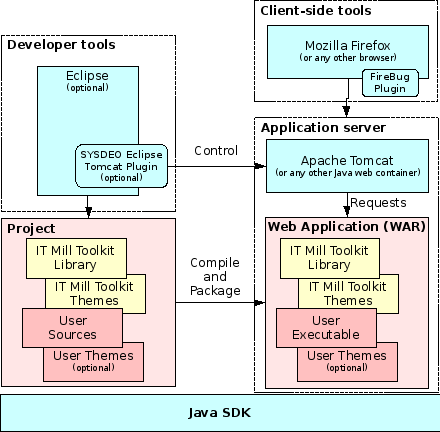 Client-side tools
Mozilla Firefox
(or any other browser)
FireBug
Plugin
Developer tools
Eclipse
(optional)
SYSDEO Eclipse
Tomcat Plugin
(optional)
Control
Application server
Apache Tomcat
(or any other Java web container)
Requests
Project
IT Mill Toolkit
Library
IT Mill Toolkit
Themes
User
Sources
User Themes
(optional)
Compile
and
Package
Web Application (WAR)
IT Mill Toolkit
Library
IT Mill Toolkit
Themes
User
Executable
User Themes
(optional)
Java SDK